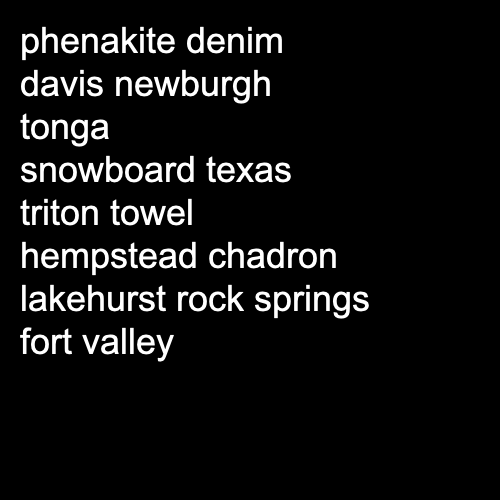 phenakite denim
davis newburgh
tonga
snowboard texas
triton towel
hempstead chadron
lakehurst rock springs
fort valley